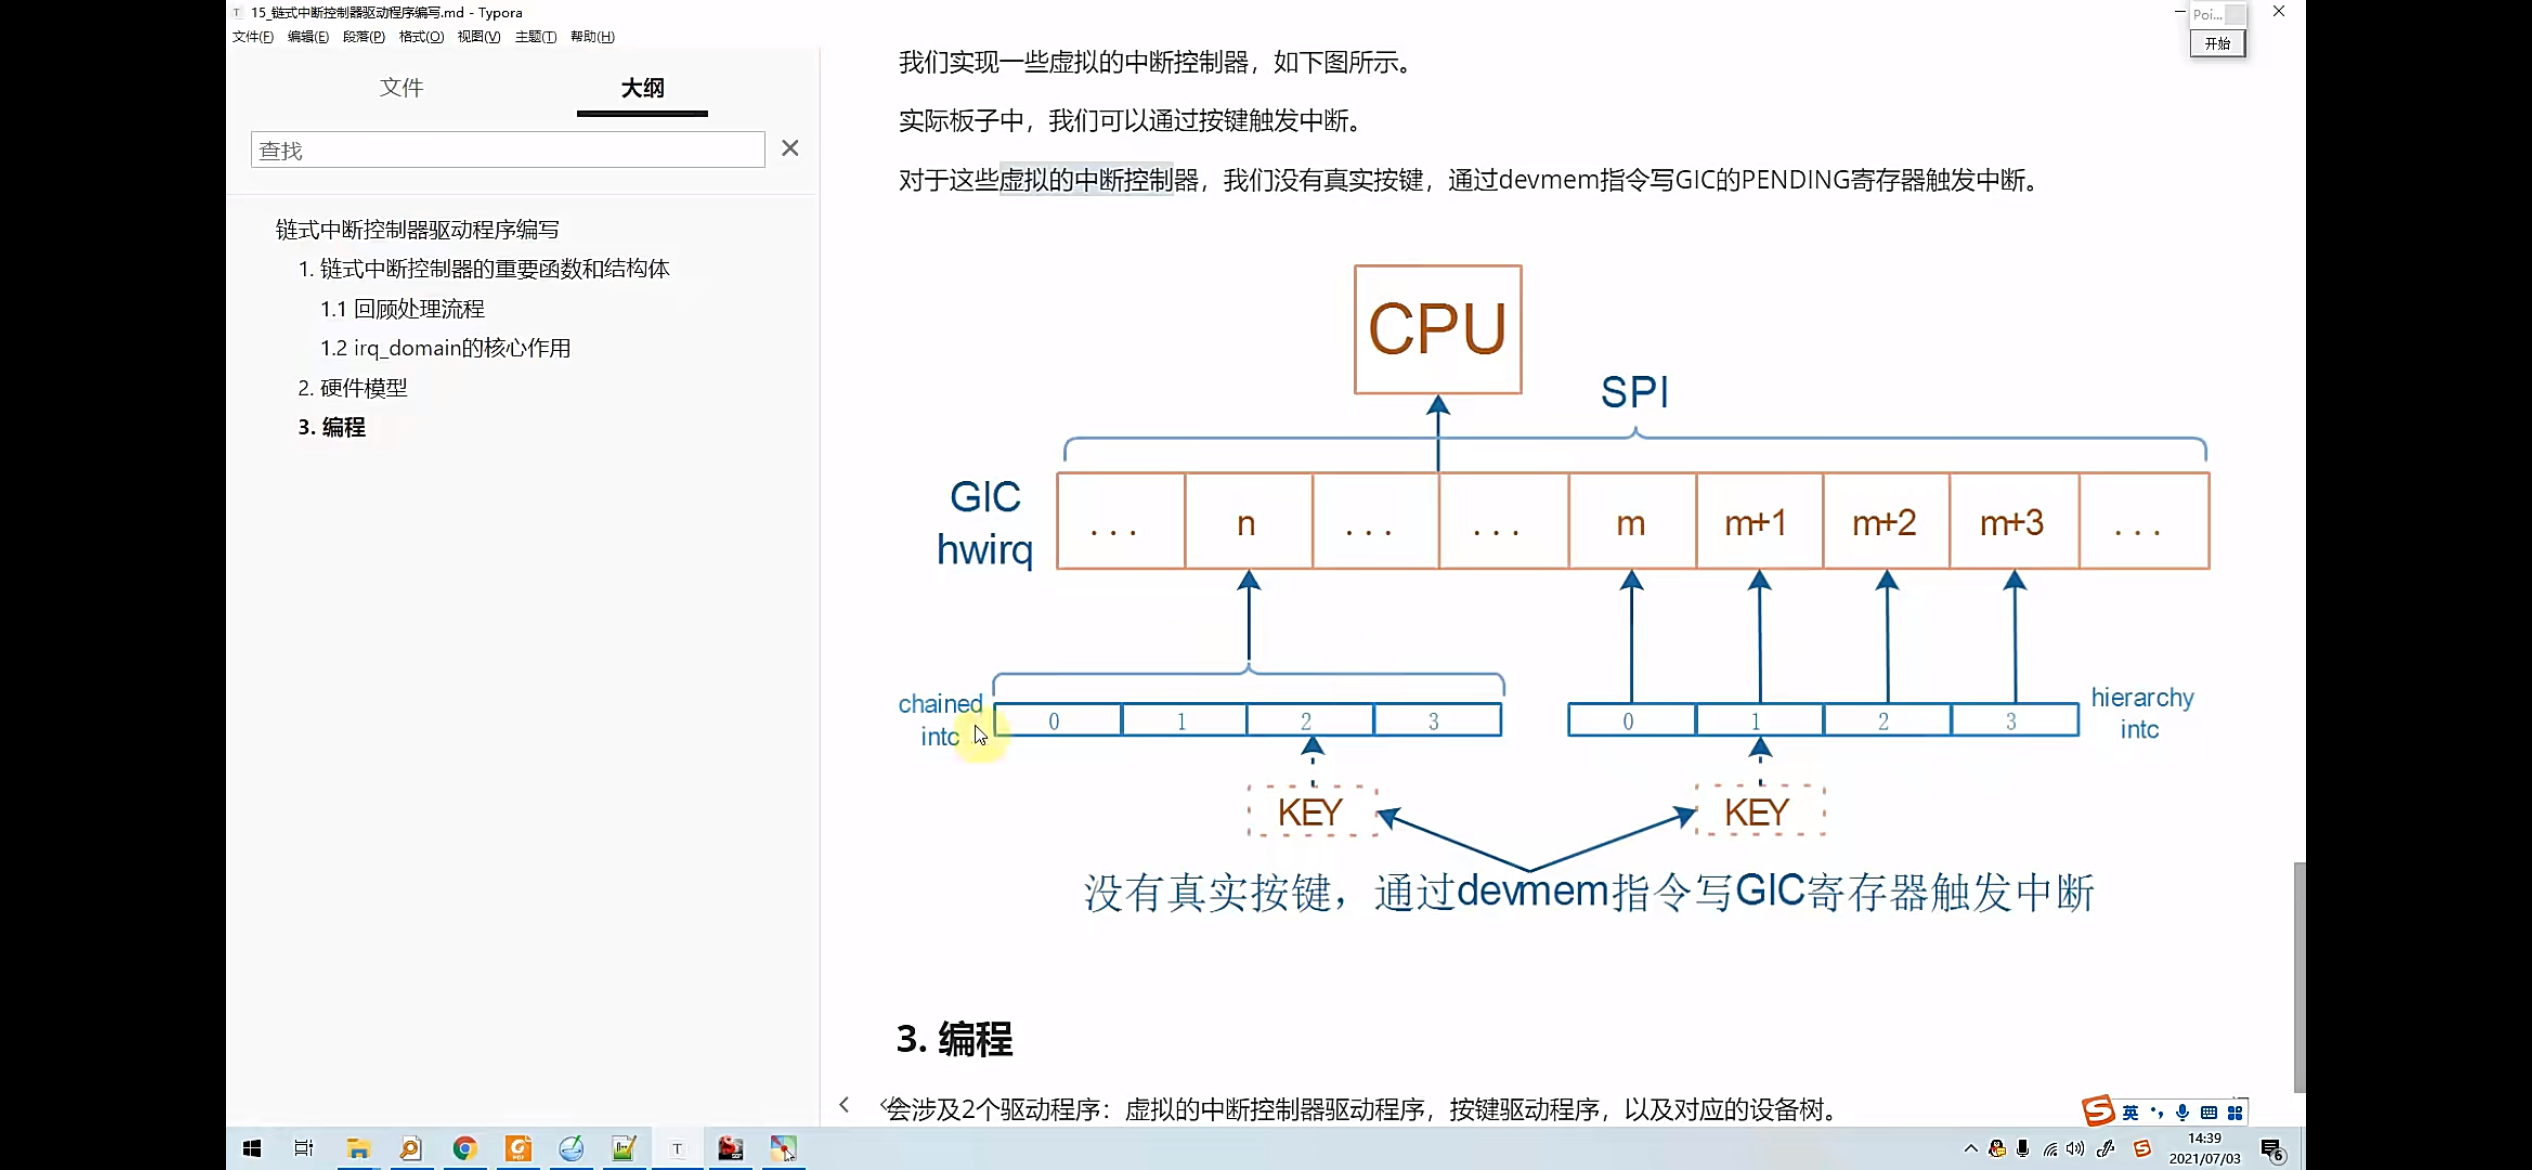 15_链式中断控制器驱动程序编写.md - Typora
Poi...
开始
文件(F) 编辑(E) 段落(P) 格式(O) 视图(V) 主题(T) 帮助(H)
文件 大纲
查找
链式中断控制器驱动程序编写
1. 链式中断控制器的重要函数和结构体
1.1 回顾处理流程
1.2 irq_domain的核心作用
2. 硬件模型
3. 编程
我们实现一些虚拟的中断控制器，如下图所示。
实际板子中，我们可以通过按键触发中断。
对于这些虚拟的中断控制器，我们没有真实按键，通过devmem指令写GIC的PENDING寄存器触发中断。
CPU
SPI
GIC
hwirq
... n ... ... m m+1 m+2 m+3 ...
chained
intc
0 1 2 3
0 1 2 3
hierarchy
intc
KEY KEY
没有真实按键，通过devmem指令写GIC寄存器触发中断
3. 编程
会涉及2个驱动程序：虚拟的中断控制器驱动程序，按键驱动程序，以及对应的设备树。
英
14:39
2021/07/03
6